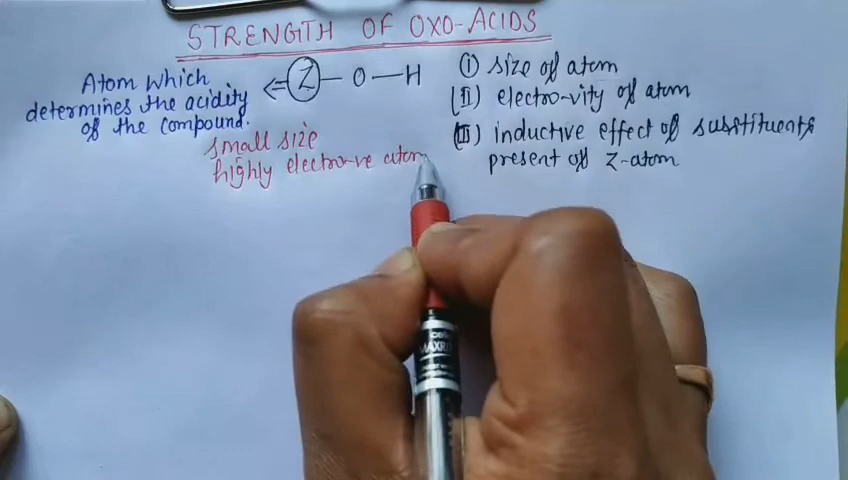 STRENGTH OF OXO-ACIDS
Atom which
determines the acidity
of the compound.
Z — O — H
small size
highly electro-ve atom
(i) size of atom
(ii) electro-vity of atom
(iii) inductive effect of substituents
present of Z-atom